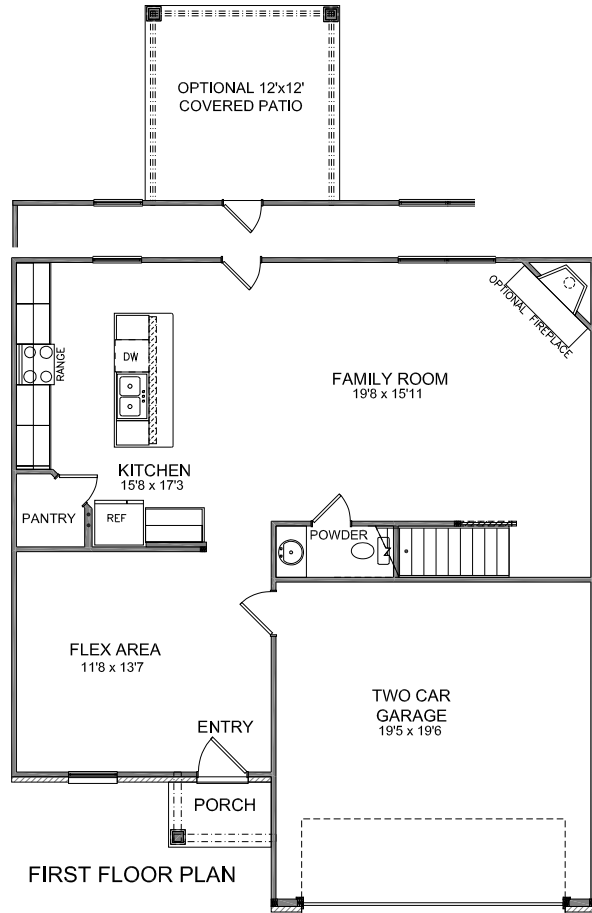 OPTIONAL 12'x12'
COVERED PATIO
OPTIONAL FIREPLACE
RANGE
DW
FAMILY ROOM
19'8 x 15'11
KITCHEN
15'8 x 17'3
PANTRY
REF
POWDER
FLEX AREA
11'8 x 13'7
TWO CAR
GARAGE
19'5 x 19'6
ENTRY
PORCH
FIRST FLOOR PLAN